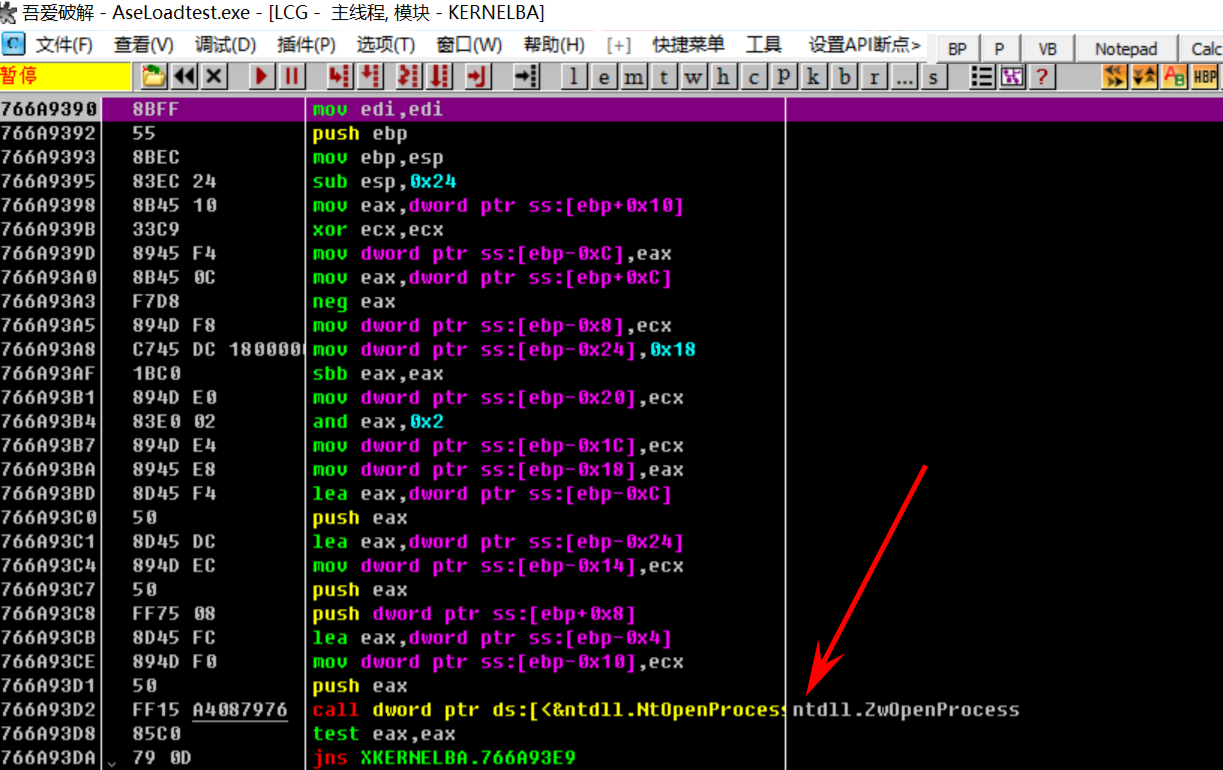 吾爱破解 - AseLoadtest.exe - [LCG - 主线程, 模块 - KERNELBA]
C 文件(F) 查看(V) 调试(D) 插件(P) 选项(T) 窗口(W) 帮助(H) [+] 快捷菜单 工具 设置API断点> BP P VB Notepad Calc
暂停 l e m t w h c p k b r ... s ? A B HBP
766A9390 8BFF mov edi,edi
766A9392 55 push ebp
766A9393 8BEC mov ebp,esp
766A9395 83EC 24 sub esp,0x24
766A9398 8B45 10 mov eax,dword ptr ss:[ebp+0x10]
766A939B 33C9 xor ecx,ecx
766A939D 8945 F4 mov dword ptr ss:[ebp-0xC],eax
766A93A0 8B45 0C mov eax,dword ptr ss:[ebp+0xC]
766A93A3 F7D8 neg eax
766A93A5 894D F8 mov dword ptr ss:[ebp-0x8],ecx
766A93A8 C745 DC 1800000 mov dword ptr ss:[ebp-0x24],0x18
766A93AF 1BC0 sbb eax,eax
766A93B1 894D E0 mov dword ptr ss:[ebp-0x20],ecx
766A93B4 83E0 02 and eax,0x2
766A93B7 894D E4 mov dword ptr ss:[ebp-0x1C],ecx
766A93BA 8945 E8 mov dword ptr ss:[ebp-0x18],eax
766A93BD 8D45 F4 lea eax,dword ptr ss:[ebp-0xC]
766A93C0 50 push eax
766A93C1 8D45 DC lea eax,dword ptr ss:[ebp-0x24]
766A93C4 894D EC mov dword ptr ss:[ebp-0x14],ecx
766A93C7 50 push eax
766A93C8 FF75 08 push dword ptr ss:[ebp+0x8]
766A93CB 8D45 FC lea eax,dword ptr ss:[ebp-0x4]
766A93CE 894D F0 mov dword ptr ss:[ebp-0x10],ecx
766A93D1 50 push eax
766A93D2 FF15 A4087976 call dword ptr ds:[<&ntdll.NtOpenProcess ntdll.ZwOpenProcess
766A93D8 85C0 test eax,eax
766A93DA 79 0D jns XKERNELBA.766A93E9